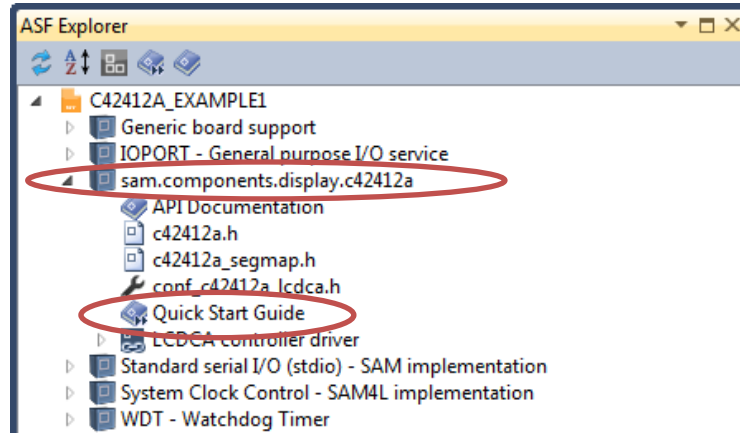 ASF Explorer
C42412A_EXAMPLE1
Generic board support
IOPORT - General purpose I/O service
sam.components.display.c42412a
API Documentation
c42412a.h
c42412a_segmap.h
conf_c42412a_lcdca.h
Quick Start Guide
LCDCA controller driver
Standard serial I/O (stdio) - SAM implementation
System Clock Control - SAM4L implementation
WDT - Watchdog Timer